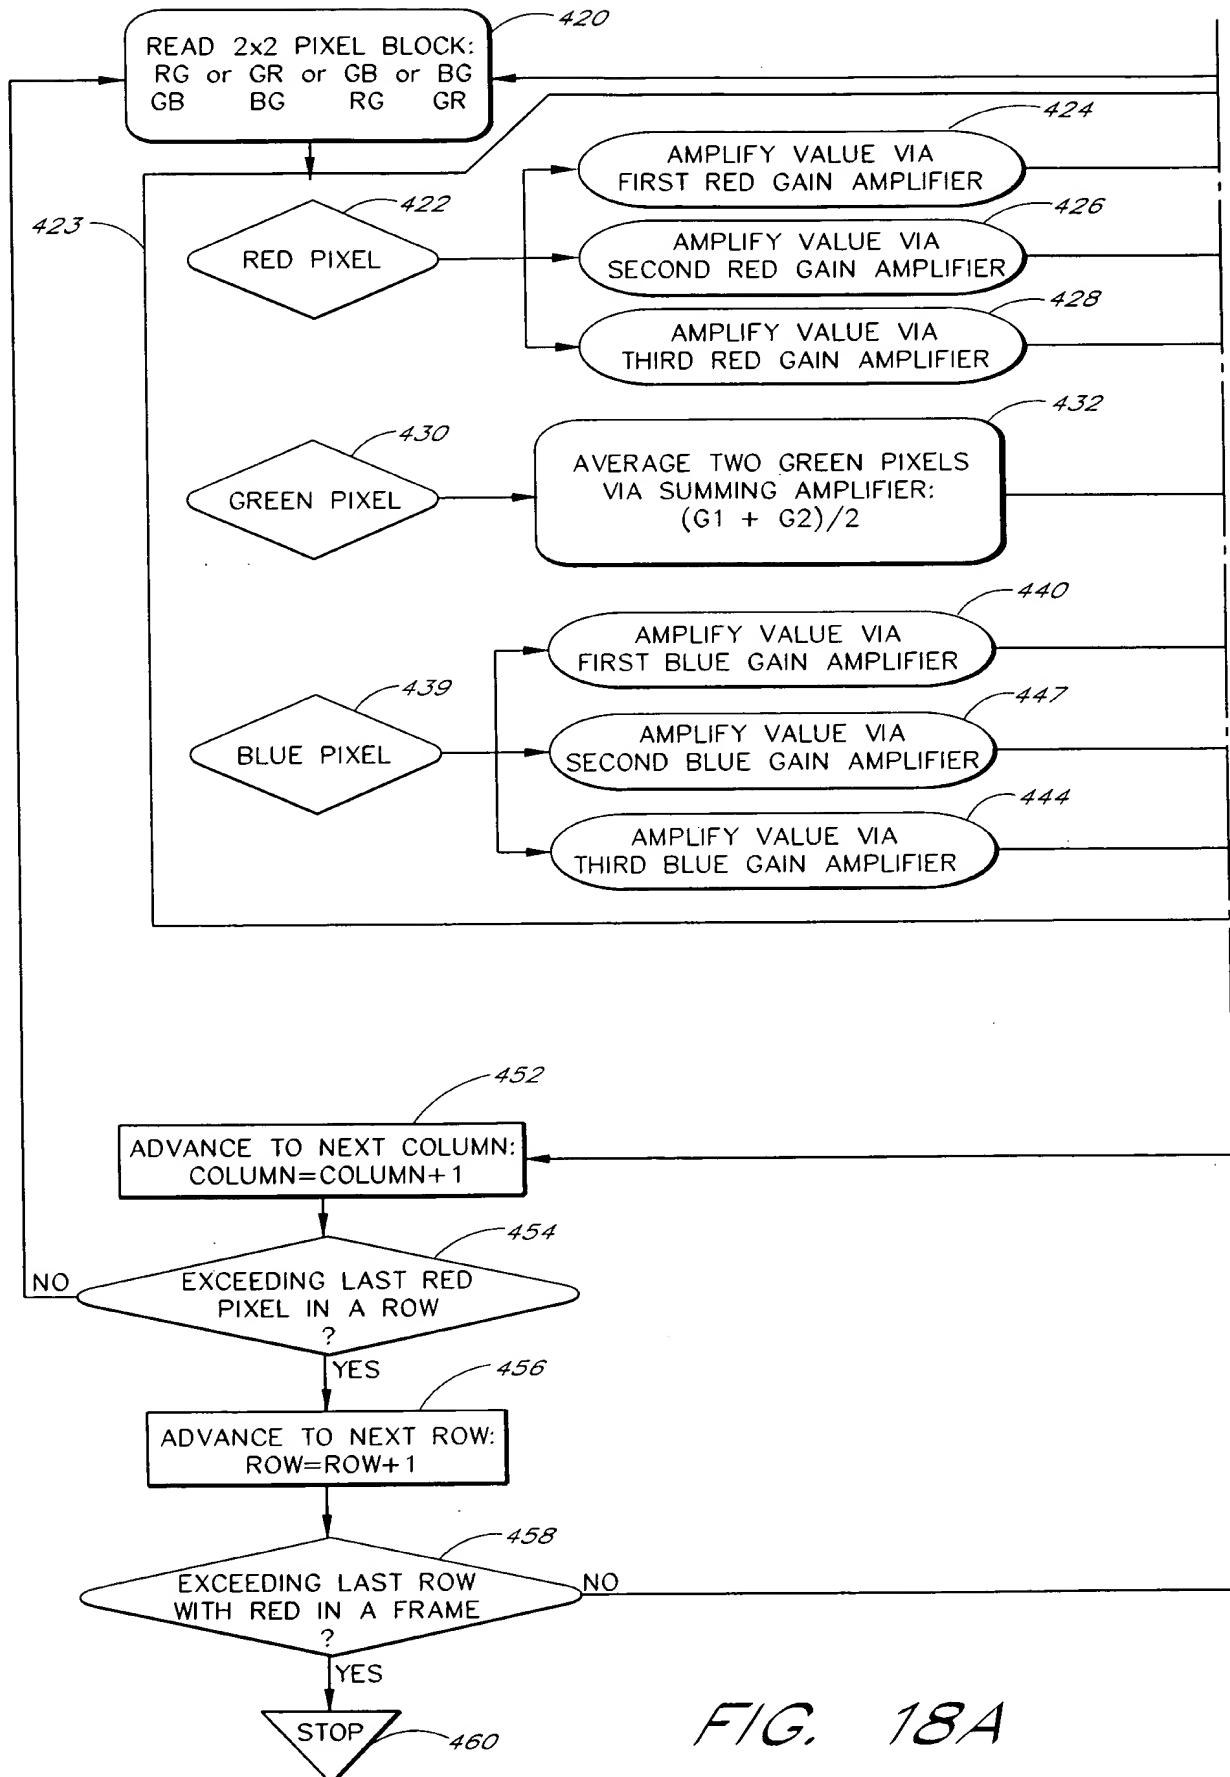 420
READ 2x2 PIXEL BLOCK:
RG or GR or GB or BG
GB BG RG GR
424
AMPLIFY VALUE VIA
FIRST RED GAIN AMPLIFIER
422
423
RED PIXEL
426
AMPLIFY VALUE VIA
SECOND RED GAIN AMPLIFIER
428
AMPLIFY VALUE VIA
THIRD RED GAIN AMPLIFIER
430
GREEN PIXEL
432
AVERAGE TWO GREEN PIXELS
VIA SUMMING AMPLIFIER:
(G1 + G2)/2
440
AMPLIFY VALUE VIA
FIRST BLUE GAIN AMPLIFIER
439
BLUE PIXEL
447
AMPLIFY VALUE VIA
SECOND BLUE GAIN AMPLIFIER
444
AMPLIFY VALUE VIA
THIRD BLUE GAIN AMPLIFIER
452
ADVANCE TO NEXT COLUMN:
COLUMN=COLUMN+1
454
NO
EXCEEDING LAST RED
PIXEL IN A ROW
?
YES
456
ADVANCE TO NEXT ROW:
ROW=ROW+1
458
EXCEEDING LAST ROW
WITH RED IN A FRAME
?
NO
YES
STOP
460
FIG. 18A